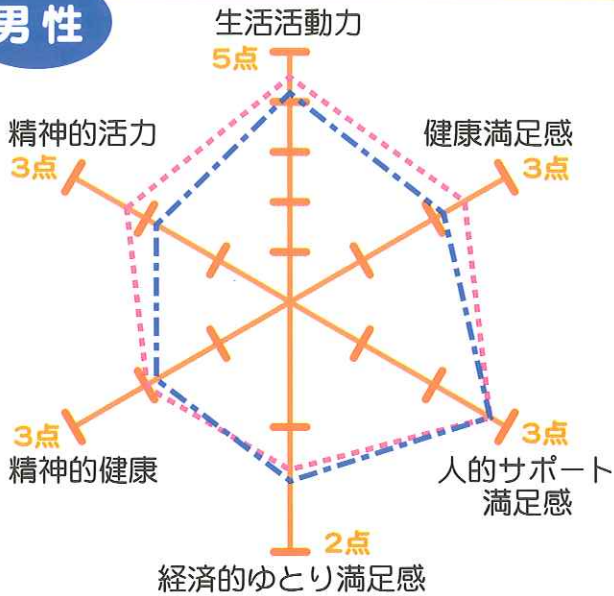 男性
生活活動力
5点
精神的活力
3点
健康満足感
3点
3点
精神的健康
3点
人的サポート
満足感
2点
経済的ゆとり満足感